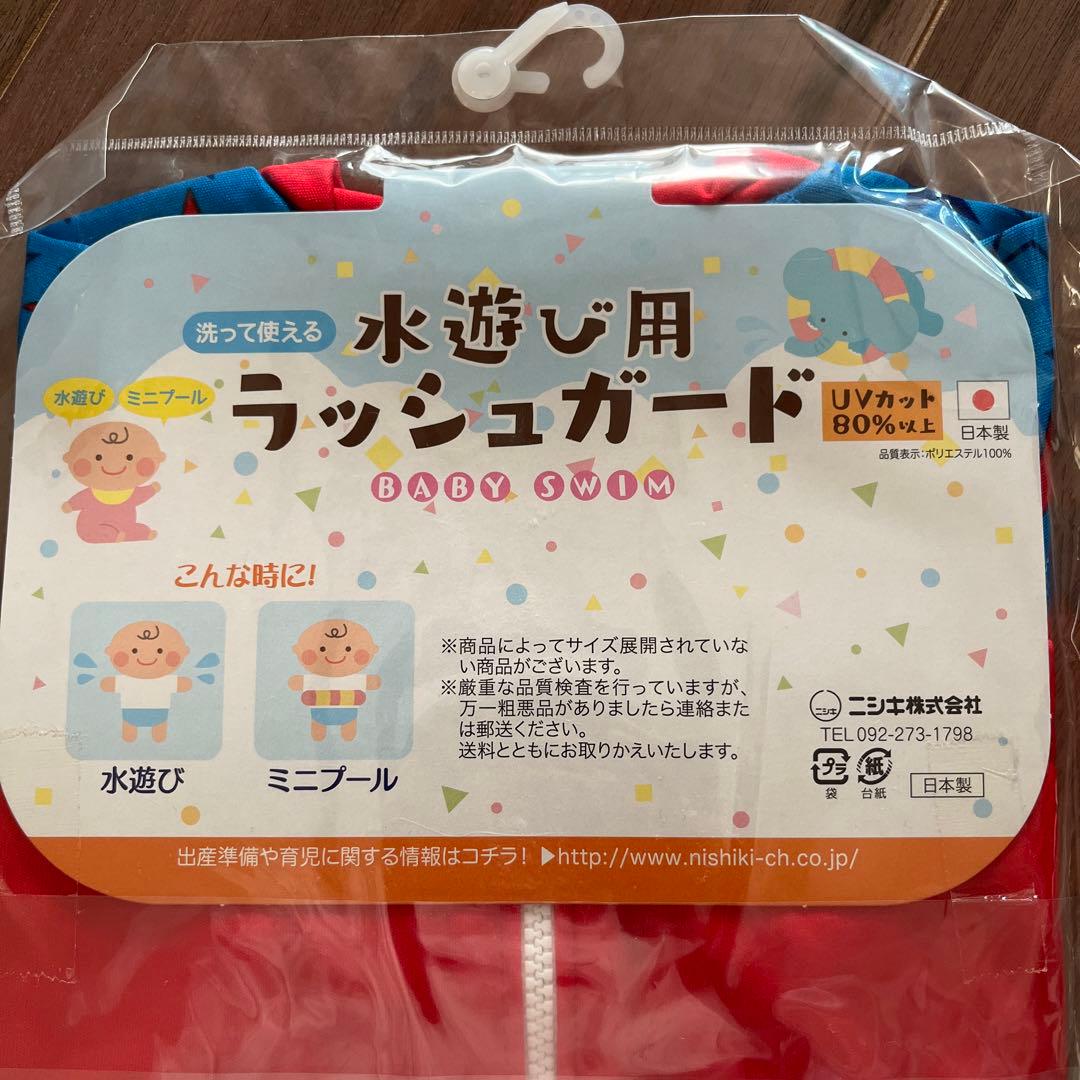 洗って使える
水遊び用
水遊び
ミニプール
ラッシュガード
UVカット
80%以上
日本製
品質表示:ポリエステル100%
BABY SWIM
こんな時に!
水遊び
ミニプール
※商品によってサイズ展開されていな
い商品がございます。
※厳重な品質検査を行っていますが、
万一粗悪品がありましたら連絡また
は郵送ください。
送料とともにお取りかえいたします。
ニシキ
ニシキ株式会社
TEL 092-273-1798
プラ
袋
紙
台紙
日本製
出産準備や育児に関する情報はコチラ! ▶http://www.nishiki-ch.co.jp/